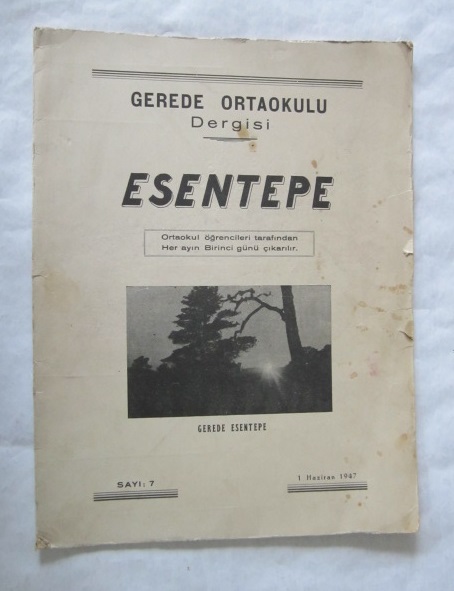 GEREDE ORTAOKULU
Dergisi
ESENTEPE
Ortaokul öğrencileri tarafından
Her ayın Birinci günü çıkarılır.
GEREDE ESENTEPE
SAYI: 7
1 Haziran 1947